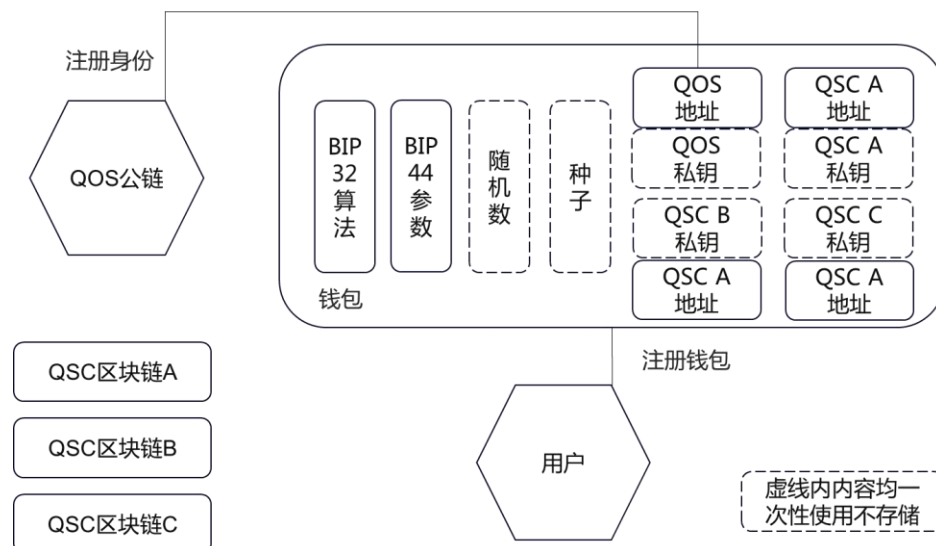 注册身份
QOS公链
BIP
32
算
法
BIP
44
参
数
随
机
数
种
子
QOS
地址
QSC A
地址
QOS
私钥
QSC A
私钥
QSC B
私钥
QSC C
私钥
QSC A
地址
QSC A
地址
钱包
注册钱包
QSC区块链A
QSC区块链B
QSC区块链C
用户
虚线内内容均一
次性使用不存储